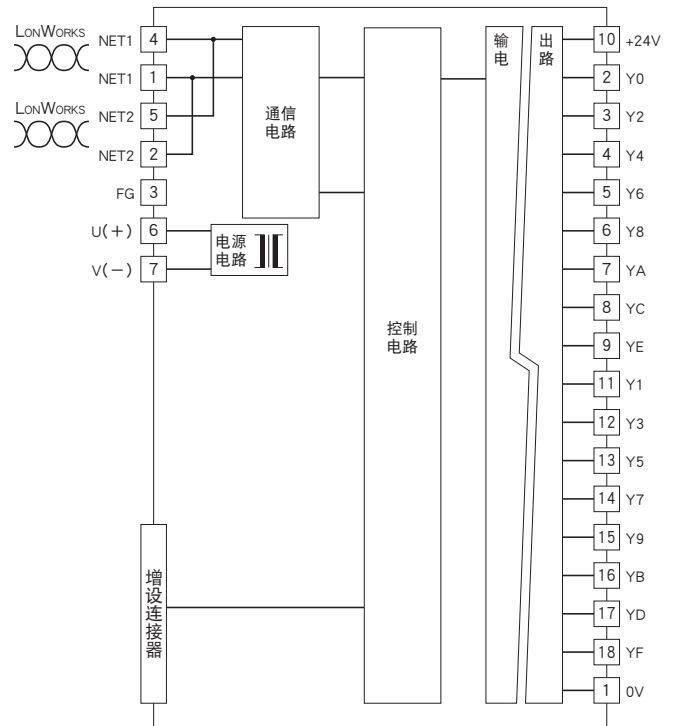 LONWORKS
NET1 4
NET1 1
LONWORKS
NET2 5
NET2 2
FG 3
U(+) 6
V(−) 7
通信
电路
电源
电路
控制
电路
增设连接器
输 出
电 路
10 +24V
2 Y0
3 Y2
4 Y4
5 Y6
6 Y8
7 YA
8 YC
9 YE
11 Y1
12 Y3
13 Y5
14 Y7
15 Y9
16 YB
17 YD
18 YF
1 0V